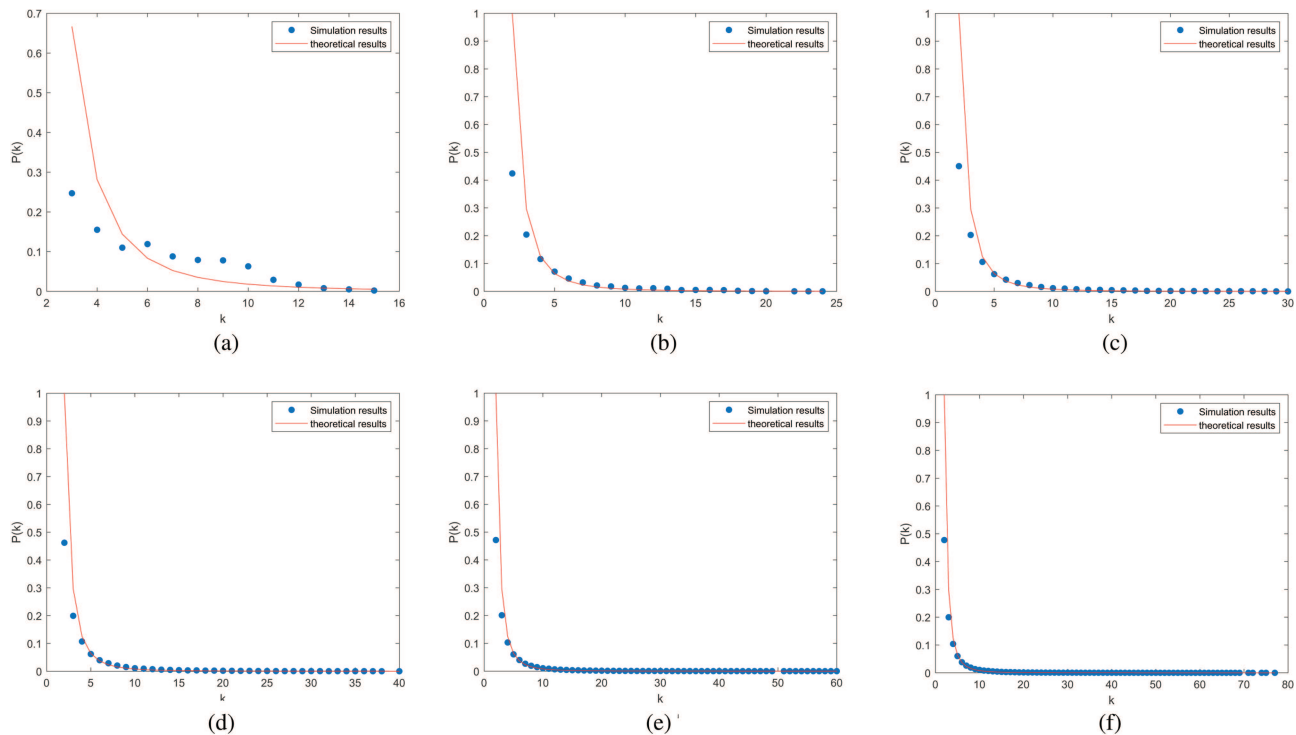 0.7
0.6
0.5
0.4
0.3
0.2
0.1
0
P(k)
Simulation results
theoretical results
2 4 6 8 10 12 14 16
k
(a)
1
0.9
0.8
0.7
0.6
0.5
0.4
0.3
0.2
0.1
0
P(k)
Simulation results
theoretical results
0 5 10 15 20 25
k
(b)
1
0.9
0.8
0.7
0.6
0.5
0.4
0.3
0.2
0.1
0
P(k)
Simulation results
theoretical results
0 5 10 15 20 25 30
k
(c)
1
0.9
0.8
0.7
0.6
0.5
0.4
0.3
0.2
0.1
0
P(k)
Simulation results
theoretical results
0 5 10 15 20 25 30 35 40
k
(d)
1
0.9
0.8
0.7
0.6
0.5
0.4
0.3
0.2
0.1
0
P(k)
Simulation results
theoretical results
0 10 20 30 40 50 60
k
(e)
1
0.9
0.8
0.7
0.6
0.5
0.4
0.3
0.2
0.1
0
P(k)
Simulation results
theoretical results
0 10 20 30 40 50 60 70 80
k
(f)